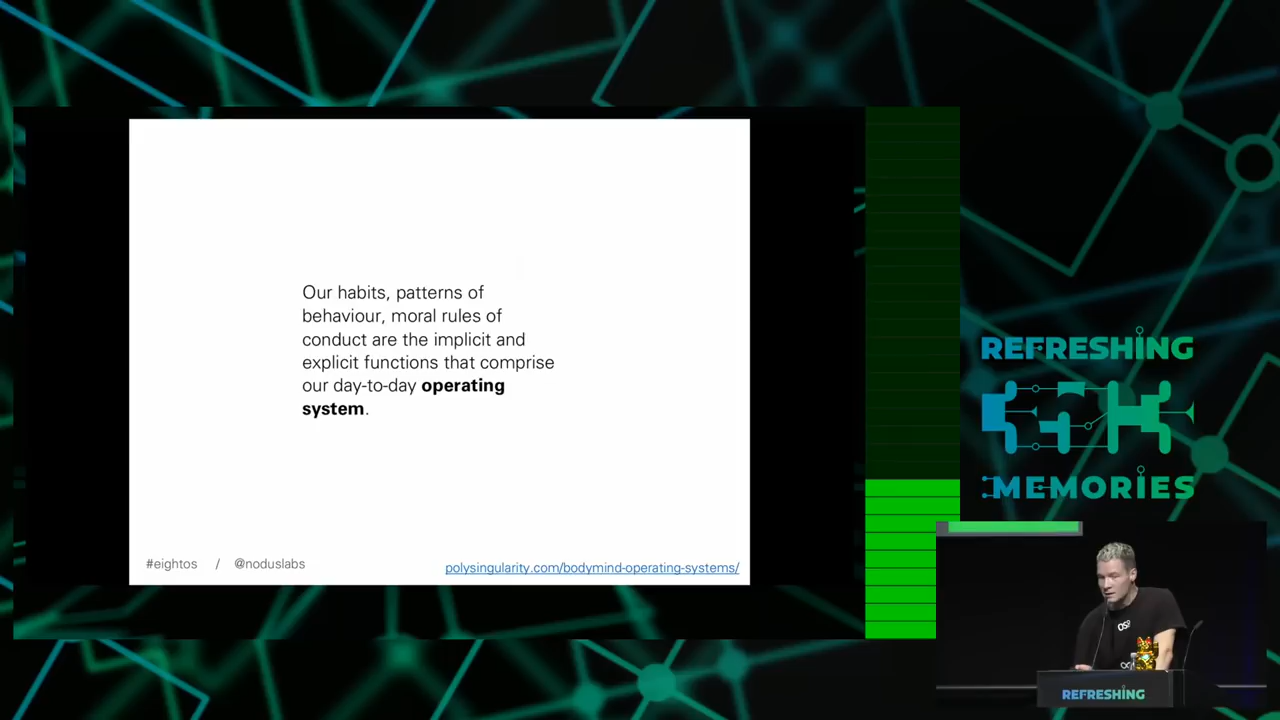 Our habits, patterns of
behaviour, moral rules of
conduct are the implicit and
explicit functions that comprise
our day-to-day operating
system.
#eightos / @noduslabs
polysingularity.com/bodymind-operating-systems/
REFRESHING
MEMORIES
REFRESHING